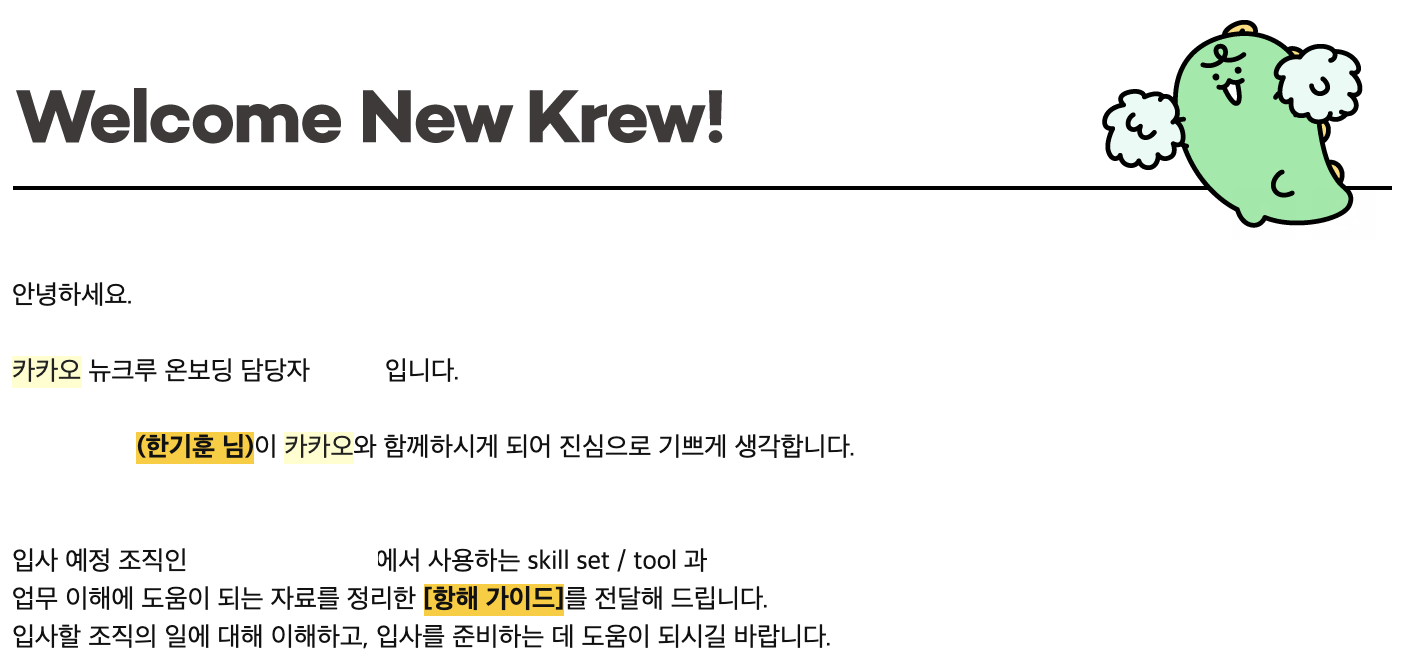 Welcome New Krew!
안녕하세요.
카카오 뉴크루 온보딩 담당자 입니다.
(한기훈 님)이 카카오와 함께하시게 되어 진심으로 기쁘게 생각합니다.
입사 예정 조직인 에서 사용하는 skill set / tool 과
업무 이해에 도움이 되는 자료를 정리한 [항해 가이드]를 전달해 드립니다.
입사할 조직의 일에 대해 이해하고, 입사를 준비하는 데 도움이 되시길 바랍니다.